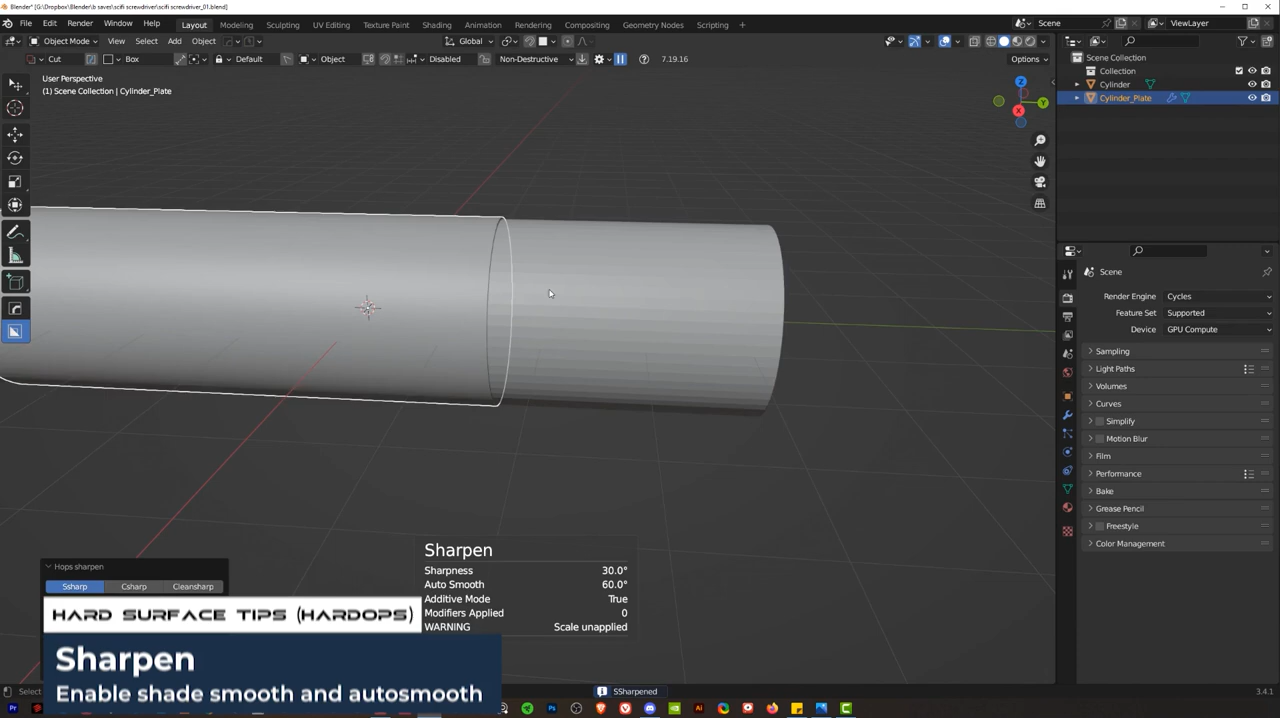 Blender* [G:\Dropbox\Blender\b saves\scifi screwdriver\scifi screwdriver_01.blend]
File Edit Render Window Help Layout Modeling Sculpting UV Editing Texture Paint Shading Animation Rendering Compositing Geometry Nodes Scripting + Scene ViewLayer
Object Mode View Select Add Object Global
Cut Box Default Object Disabled Non-Destructive 7.19.16 Options
User Perspective
(1) Scene Collection | Cylinder_Plate
Z
Y
X
Scene Collection
Collection
Cylinder
Cylinder_Plate
Scene
Render Engine Cycles
Feature Set Supported
Device GPU Compute
Sampling
Light Paths
Volumes
Curves
Simplify
Motion Blur
Film
Performance
Bake
Grease Pencil
Freestyle
Color Management
Sharpen
Sharpness 30.0°
Auto Smooth 60.0°
Additive Mode True
Modifiers Applied 0
WARNING Scale unapplied
Hops sharpen
Ssharp Csharp Cleansharp
HARD SURFACE TIPS (HARDOPS)
Sharpen
Enable shade smooth and autosmooth
Select
SSharpened
3.4.1